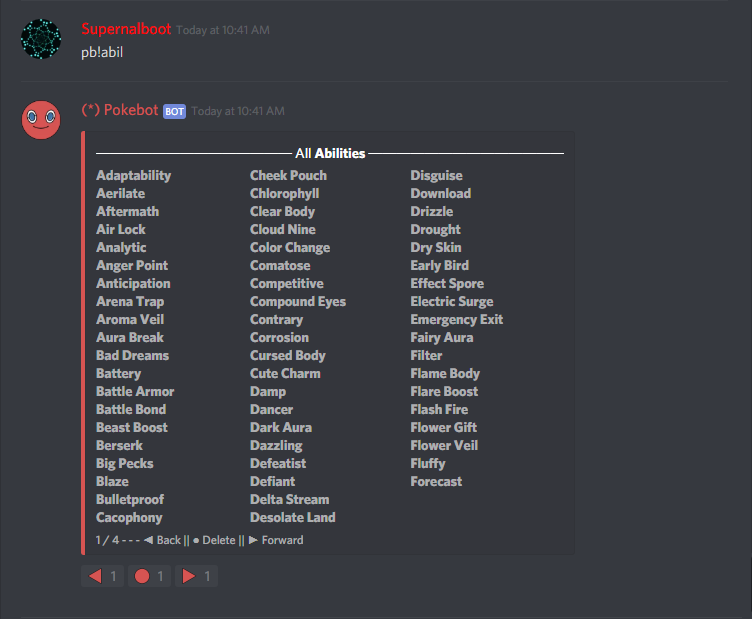 Supernalboot Today at 10:41 AM
pb!abil
(*) Pokebot BOT Today at 10:41 AM
All Abilities
Adaptability Cheek Pouch Disguise
Aerilate Chlorophyll Download
Aftermath Clear Body Drizzle
Air Lock Cloud Nine Drought
Analytic Color Change Dry Skin
Anger Point Comatose Early Bird
Anticipation Competitive Effect Spore
Arena Trap Compound Eyes Electric Surge
Aroma Veil Contrary Emergency Exit
Aura Break Corrosion Fairy Aura
Bad Dreams Cursed Body Filter
Battery Cute Charm Flame Body
Battle Armor Damp Flare Boost
Battle Bond Dancer Flash Fire
Beast Boost Dark Aura Flower Gift
Berserk Dazzling Flower Veil
Big Pecks Defeatist Fluffy
Blaze Defiant Forecast
Bulletproof Delta Stream
Cacophony Desolate Land
1 / 4 - - - ◀ Back || ● Delete || ▶ Forward
◀ 1 ● 1 ▶ 1